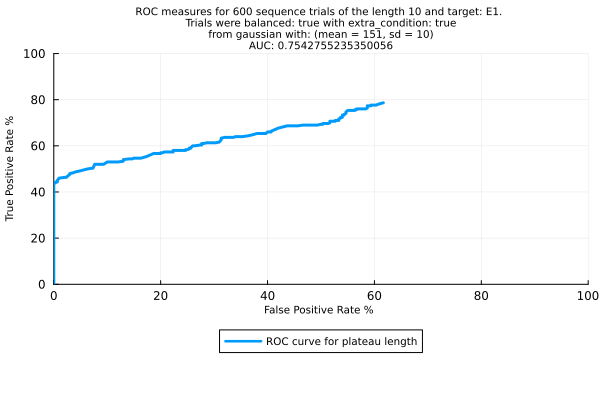 ROC measures for 600 sequence trials of the length 10 and target: E1.
Trials were balanced: true with extra_condition: true
from gaussian with: (mean = 151, sd = 10)
AUC: 0.7542755235350056
100
80
60
40
20
0
True Positive Rate %
0 20 40 60 80 100
False Positive Rate %
ROC curve for plateau length